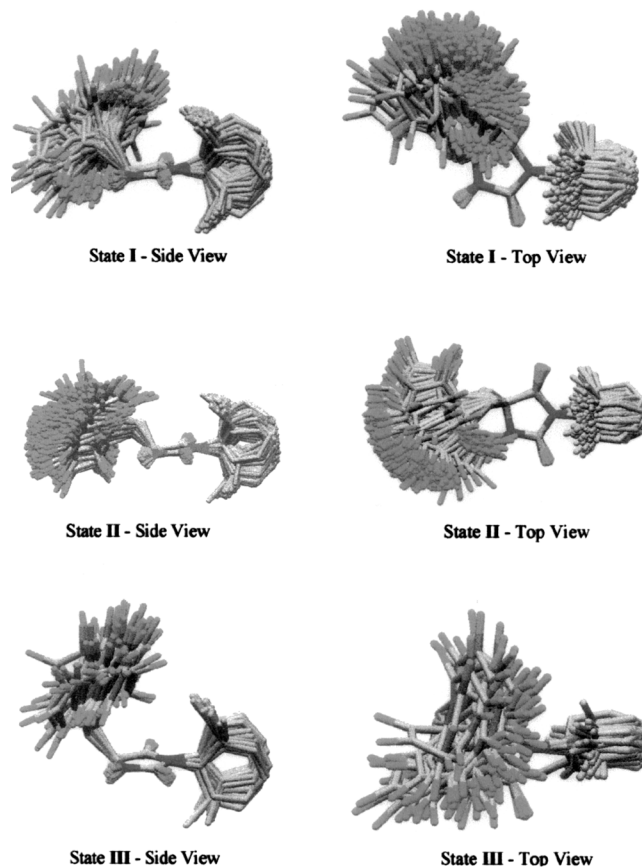 State I - Side View
State I - Top View
State II - Side View
State II - Top View
State III - Side View
State III - Top View